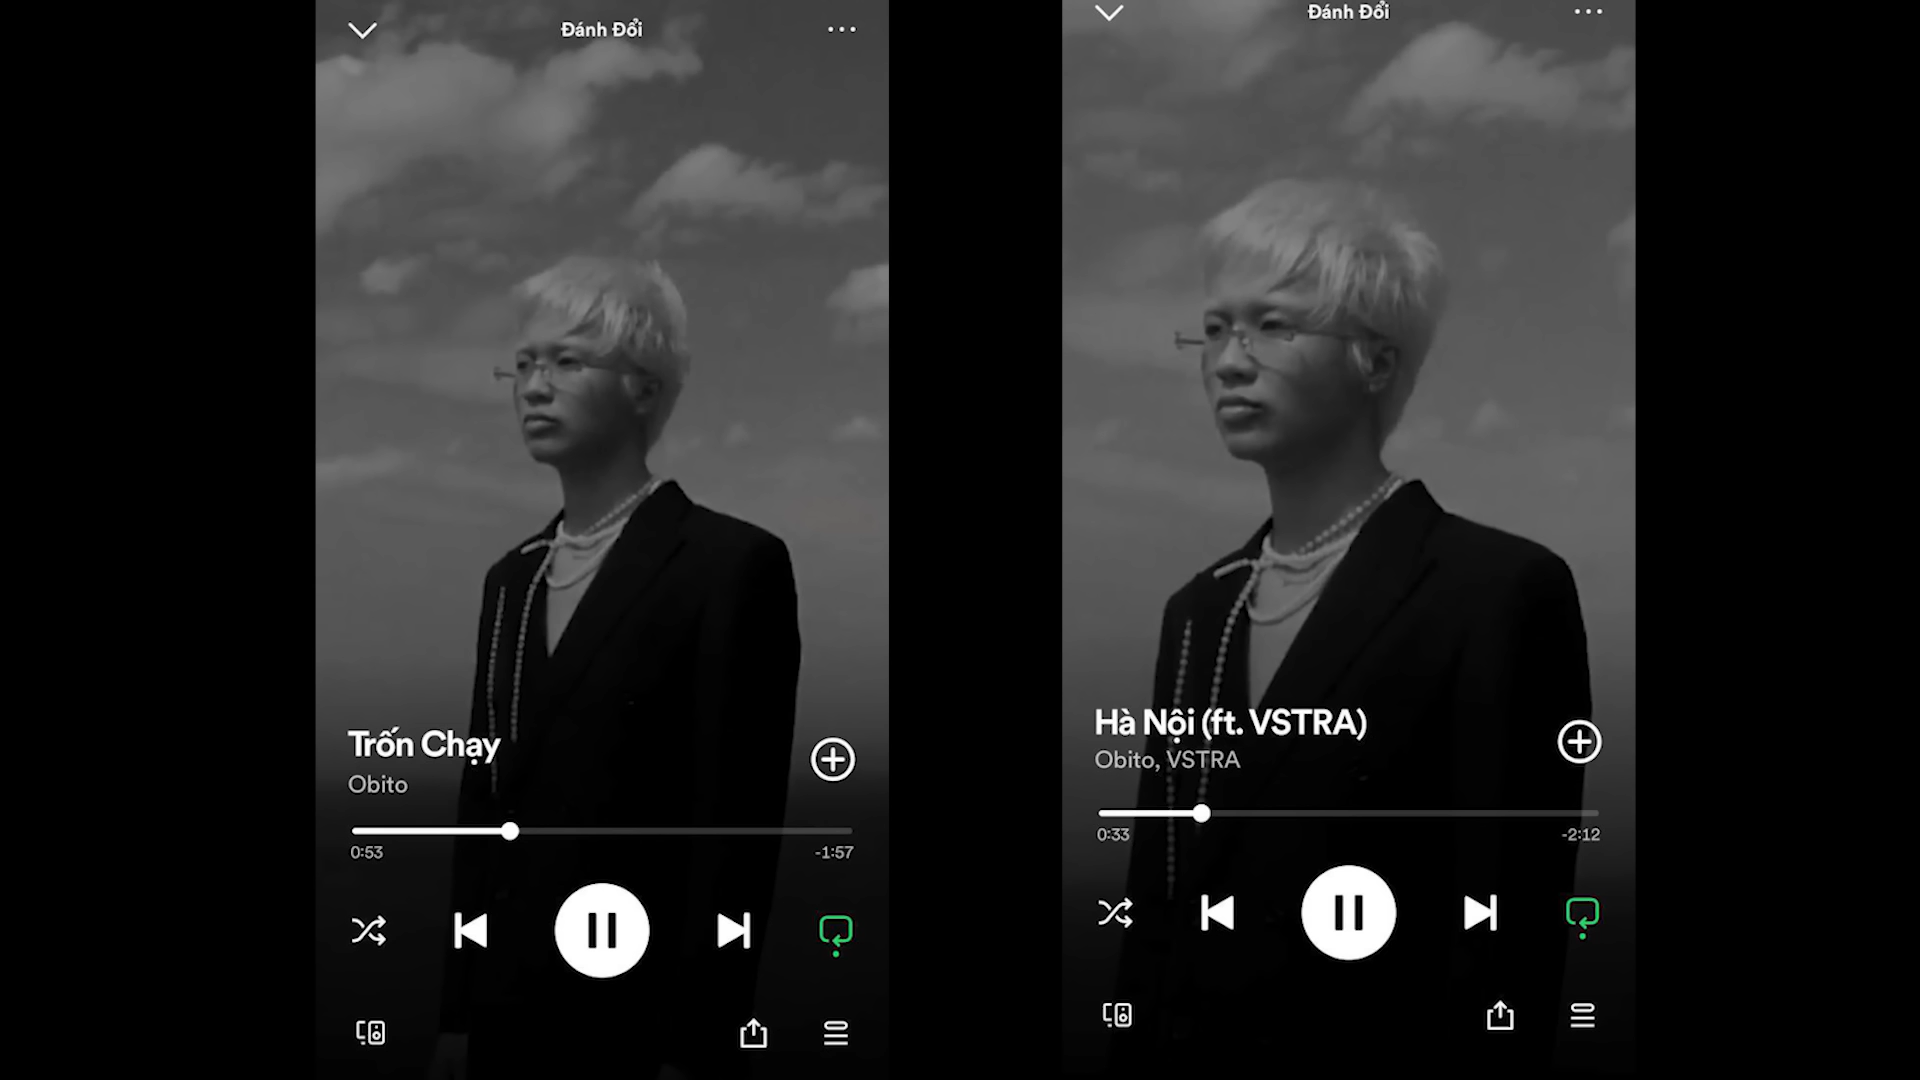 Đánh Đổi
Trốn Chạy
Obito
0:53
-1:57
Đánh Đổi
Hà Nội (ft. VSTRA)
Obito, VSTRA
0:33
-2:12